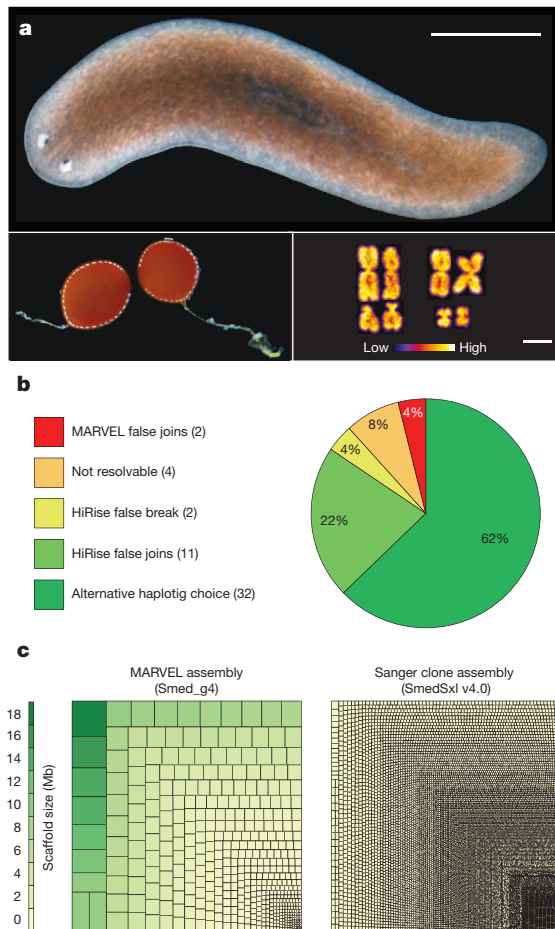 a
Low High
b
MARVEL false joins (2)
Not resolvable (4)
HiRise false break (2)
HiRise false joins (11)
Alternative haplotig choice (32)
4%
8%
4%
22%
62%
c
MARVEL assembly
(Smed_g4)
Sanger clone assembly
(SmedSxl v4.0)
Scaffold size (Mb)
18
16
14
12
10
8
6
4
2
0